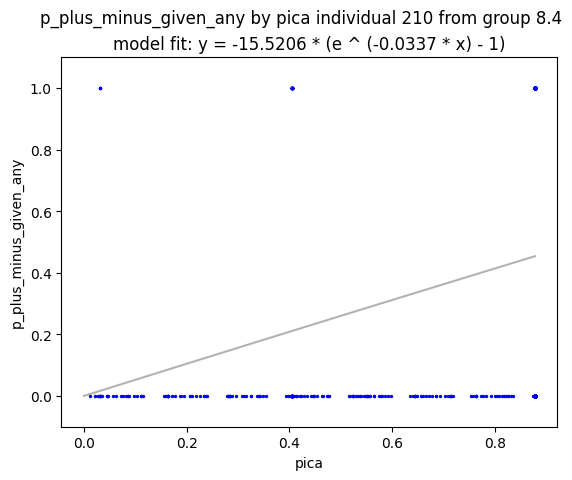 p_plus_minus_given_any by pica individual 210 from group 8.4
model fit: y = -15.5206 * (e ^ (-0.0337 * x) - 1)
1.0
0.8
0.6
0.4
0.2
0.0
p_plus_minus_given_any
0.0 0.2 0.4 0.6 0.8
pica